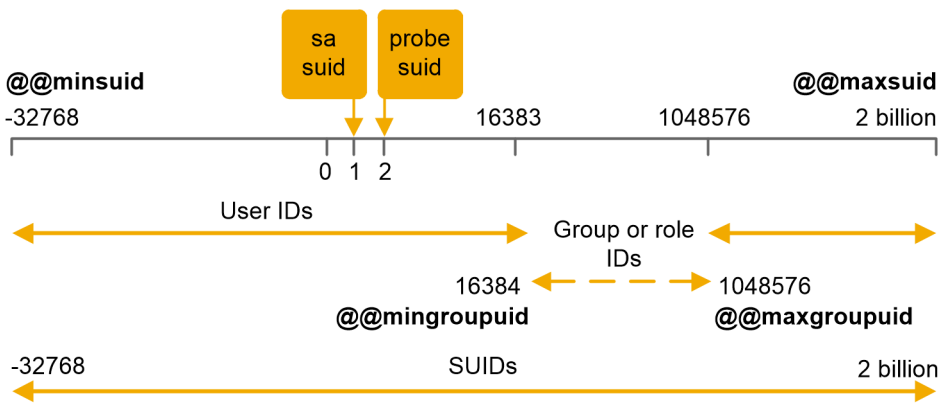 sa
suid
probe
suid
@@minsuid
@@maxsuid
-32768
16383
1048576
2 billion
0
1
2
User IDs
Group or role
IDs
16384
1048576
@@mingroupuid
@@maxgroupuid
-32768
SUIDs
2 billion